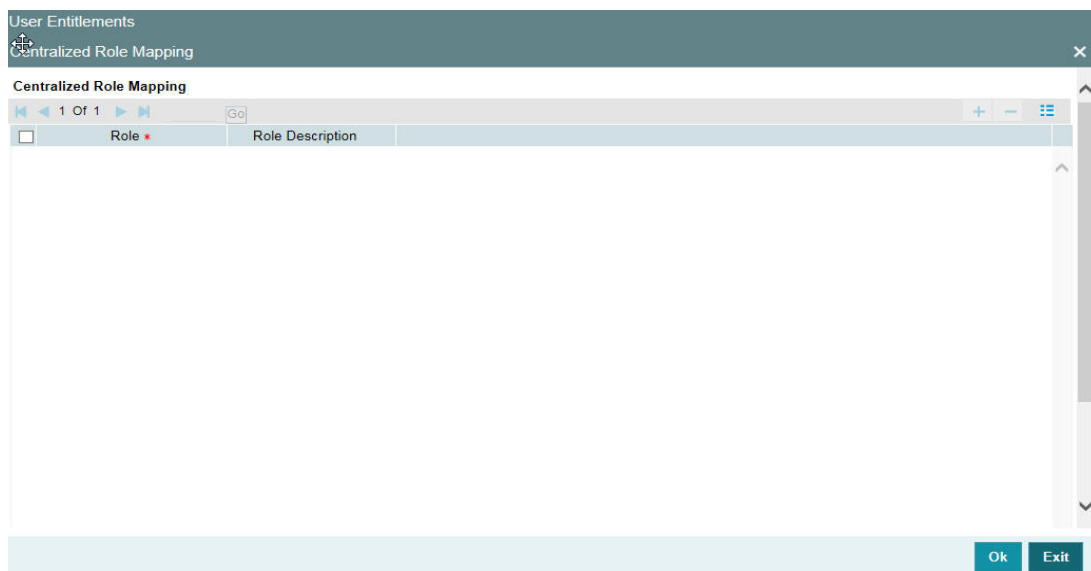 User Entitlements
Centralized Role Mapping
Centralized Role Mapping
1 Of 1 Go
Role * Role Description
Ok Exit